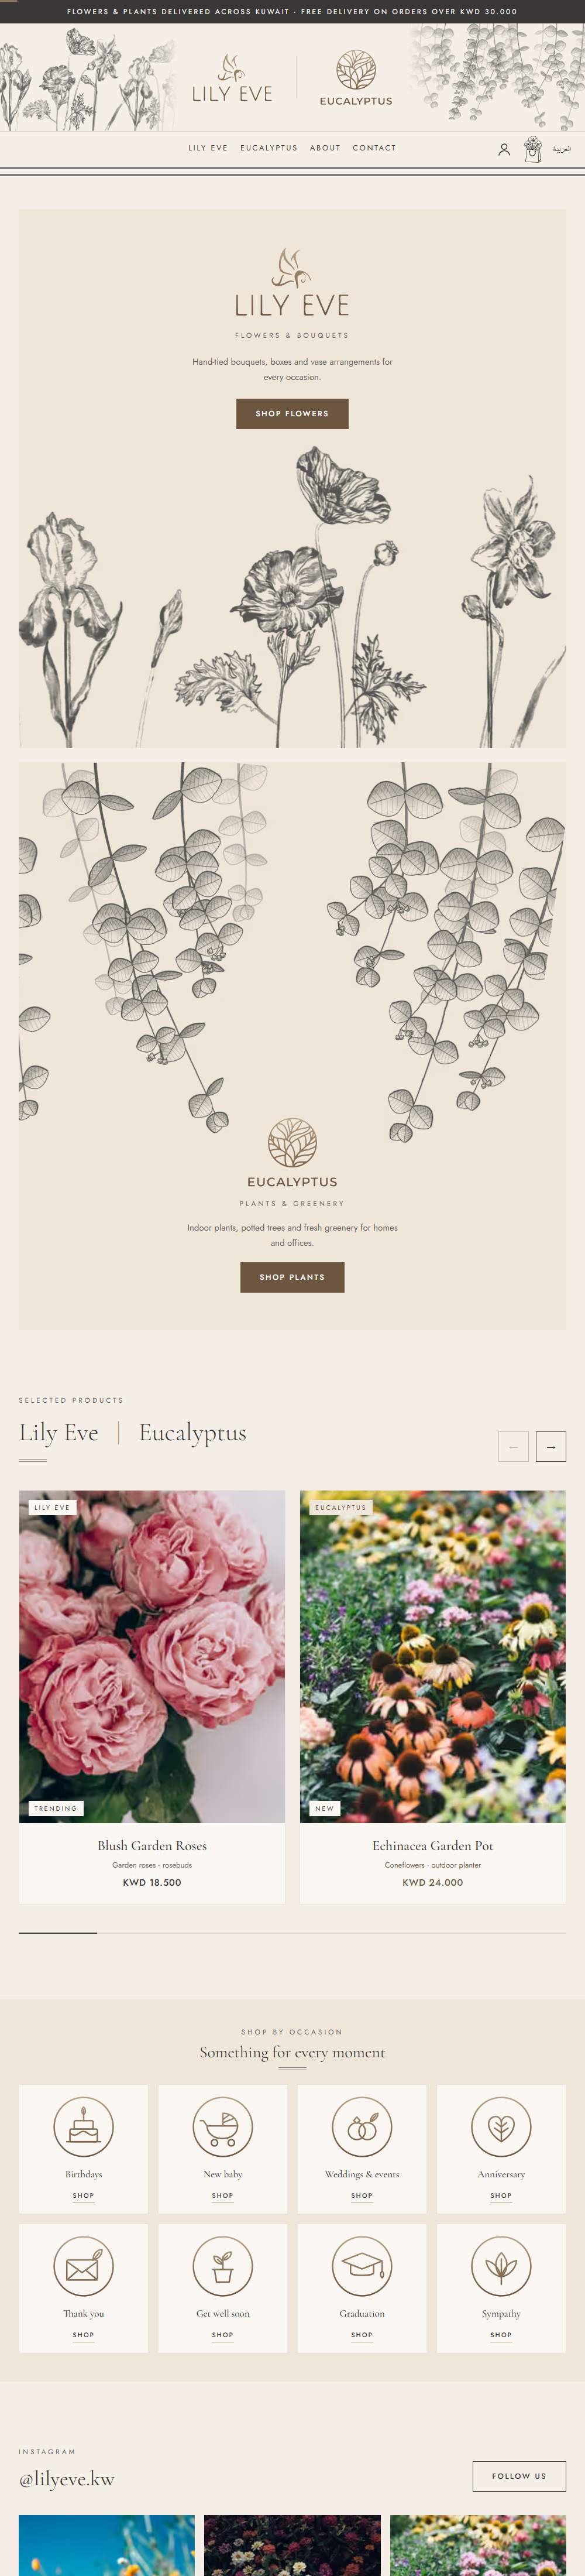 FLOWERS & PLANTS DELIVERED ACROSS KUWAIT · FREE DELIVERY ON ORDERS OVER KWD 30.000
LILY EVE
EUCALYPTUS
LILY EVE EUCALYPTUS ABOUT CONTACT العربية
LILY EVE
FLOWERS & BOUQUETS
Hand-tied bouquets, boxes and vase arrangements for
every occasion.
SHOP FLOWERS
EUCALYPTUS
PLANTS & GREENERY
Indoor plants, potted trees and fresh greenery for homes
and offices.
SHOP PLANTS
SELECTED PRODUCTS
Lily Eve | Eucalyptus
← →
LILY EVE
TRENDING
Blush Garden Roses
Garden roses · rosebuds
KWD 18.500
EUCALYPTUS
NEW
Echinacea Garden Pot
Coneflowers · outdoor planter
KWD 24.000
SHOP BY OCCASION
Something for every moment
Birthdays
SHOP
New baby
SHOP
Weddings & events
SHOP
Anniversary
SHOP
Thank you
SHOP
Get well soon
SHOP
Graduation
SHOP
Sympathy
SHOP
INSTAGRAM
@lilyeve.kw
FOLLOW US